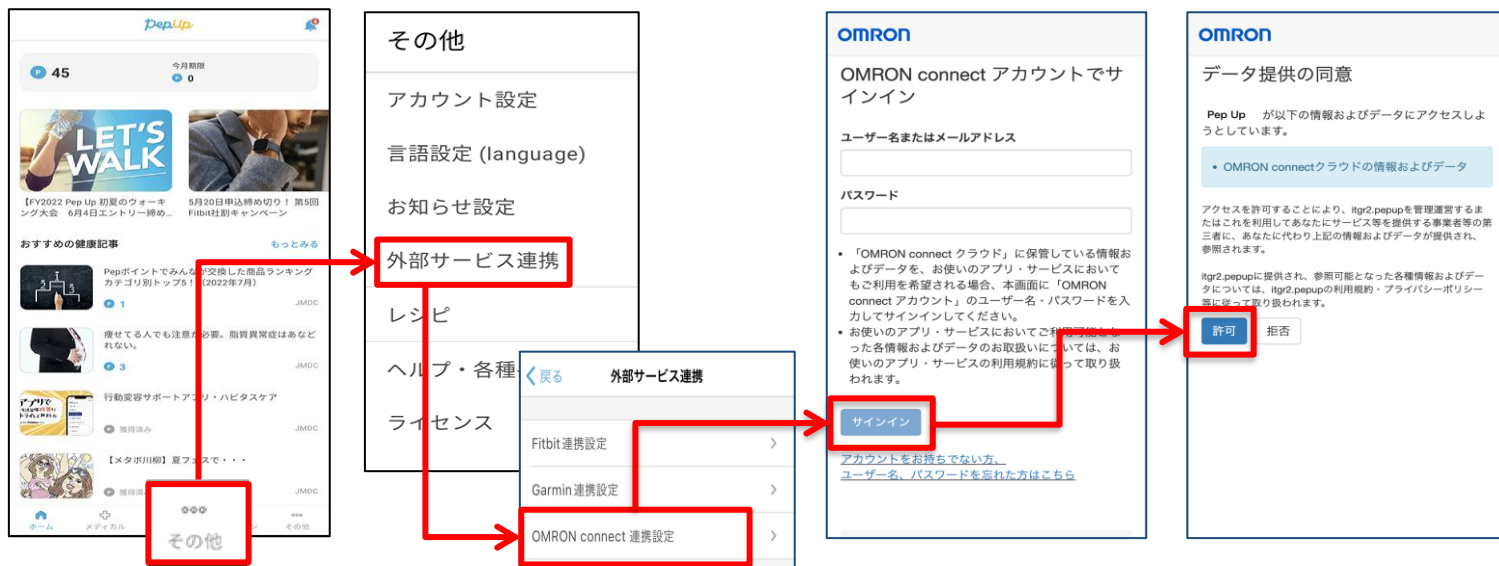 PepUp
4
P 45
今月期限
P 0
LET'S
WALK
【FY2022 Pep Up 初夏のウォーキ
ング大会 6月4日エントリー締め...
5月20日申込締め切り！ 第5回
Fitbit社割キャンペーン
おすすめの健康記事
もっとみる
Pepポイントでみんなが交換した商品ランキング
カテゴリ別トップ5！（2022年7月）
P 1
JMDC
痩せてる人でも注意が必要。脂質異常症はあなど
れない。
P 3
JMDC
行動変容サポートアプリ・ハビタスケア
P 獲得済み
JMDC
【メタボ川柳】夏フェスで・・・
P 獲得済み
JMDC
ホーム
メディカル
ン
その他
その他
その他
アカウント設定
言語設定 (language)
お知らせ設定
外部サービス連携
レシピ
ヘルプ・各種
ライセンス
戻る
外部サービス連携
Fitbit 連携設定
Garmin 連携設定
OMRON connect 連携設定
OMRON
OMRON connect アカウントでサ
インイン
ユーザー名またはメールアドレス
パスワード
• 「OMRON connect クラウド」に保管している情報お
よびデータを、お使いのアプリ・サービスにおいて
もご利用を希望される場合、本画面に「OMRON
connect アカウント」のユーザー名・パスワードを入
力してサインインしてください。
• お使いのアプリ・サービスにおいてご利用可能とな
った各情報およびデータのお取扱いについては、お
使いのアプリ・サービスの利用規約に従って取り扱
われます。
サインイン
アカウントをお持ちでない方、
ユーザー名、パスワードを忘れた方はこちら
OMRON
データ提供の同意
Pep Up が以下の情報およびデータにアクセスしよ
うとしています。
• OMRON connectクラウドの情報およびデータ
アクセスを許可することにより、itgr2.pepupを管理運営するま
たはこれを利用してあなたにサービス等を提供する事業者等の第
三者に、あなたに代わり上記の情報およびデータが提供され、
参照されます。
itgr2.pepupに提供され、参照可能となった各種情報およびデー
タについては、itgr2.pepupの利用規約・プライバシーポリシー
等に従って取り扱われます。
許可
拒否